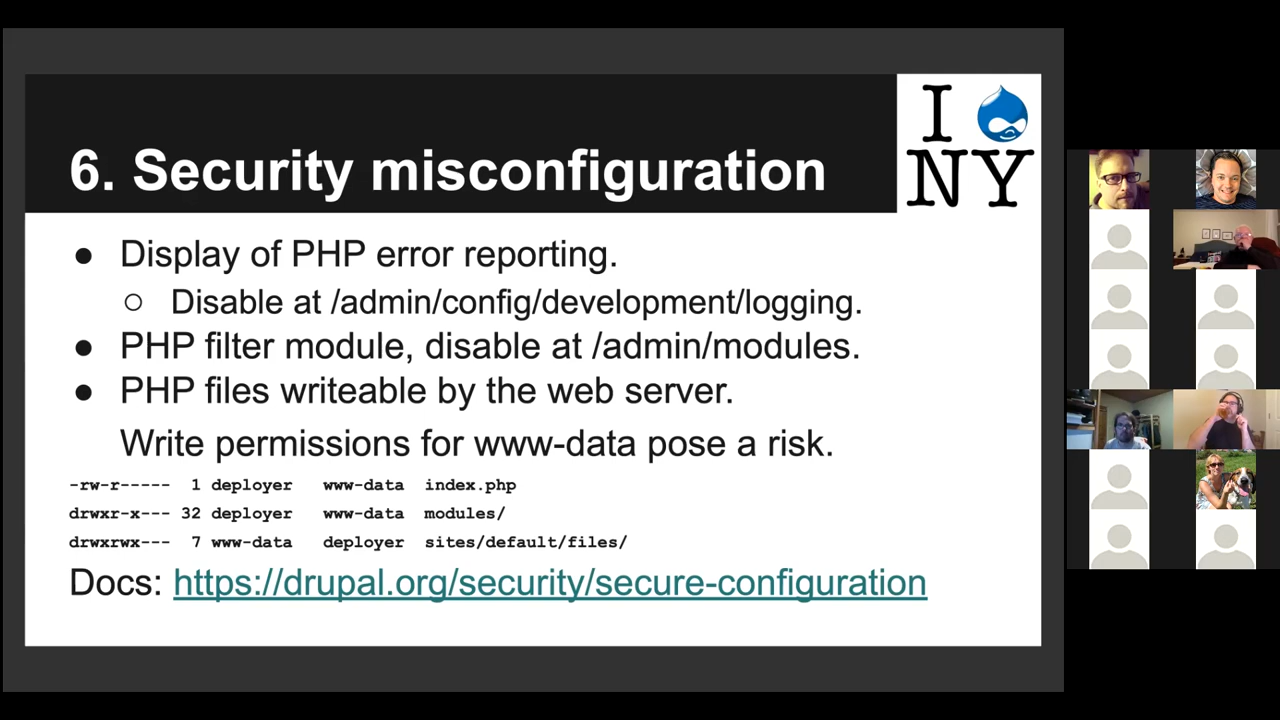 6. Security misconfiguration
I
NY
● Display of PHP error reporting.
○ Disable at /admin/config/development/logging.
● PHP filter module, disable at /admin/modules.
● PHP files writeable by the web server.
Write permissions for www-data pose a risk.
-rw-r----- 1 deployer www-data index.php
drwxr-x--- 32 deployer www-data modules/
drwxrwx--- 7 www-data deployer sites/default/files/
Docs: https://drupal.org/security/secure-configuration